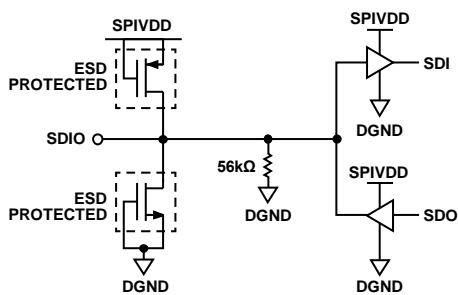 SPIVDD
ESD
PROTECTED
SDIO
ESD
PROTECTED
DGND
56kΩ
DGND
SPIVDD
SDI
DGND
SPIVDD
SDO
DGND